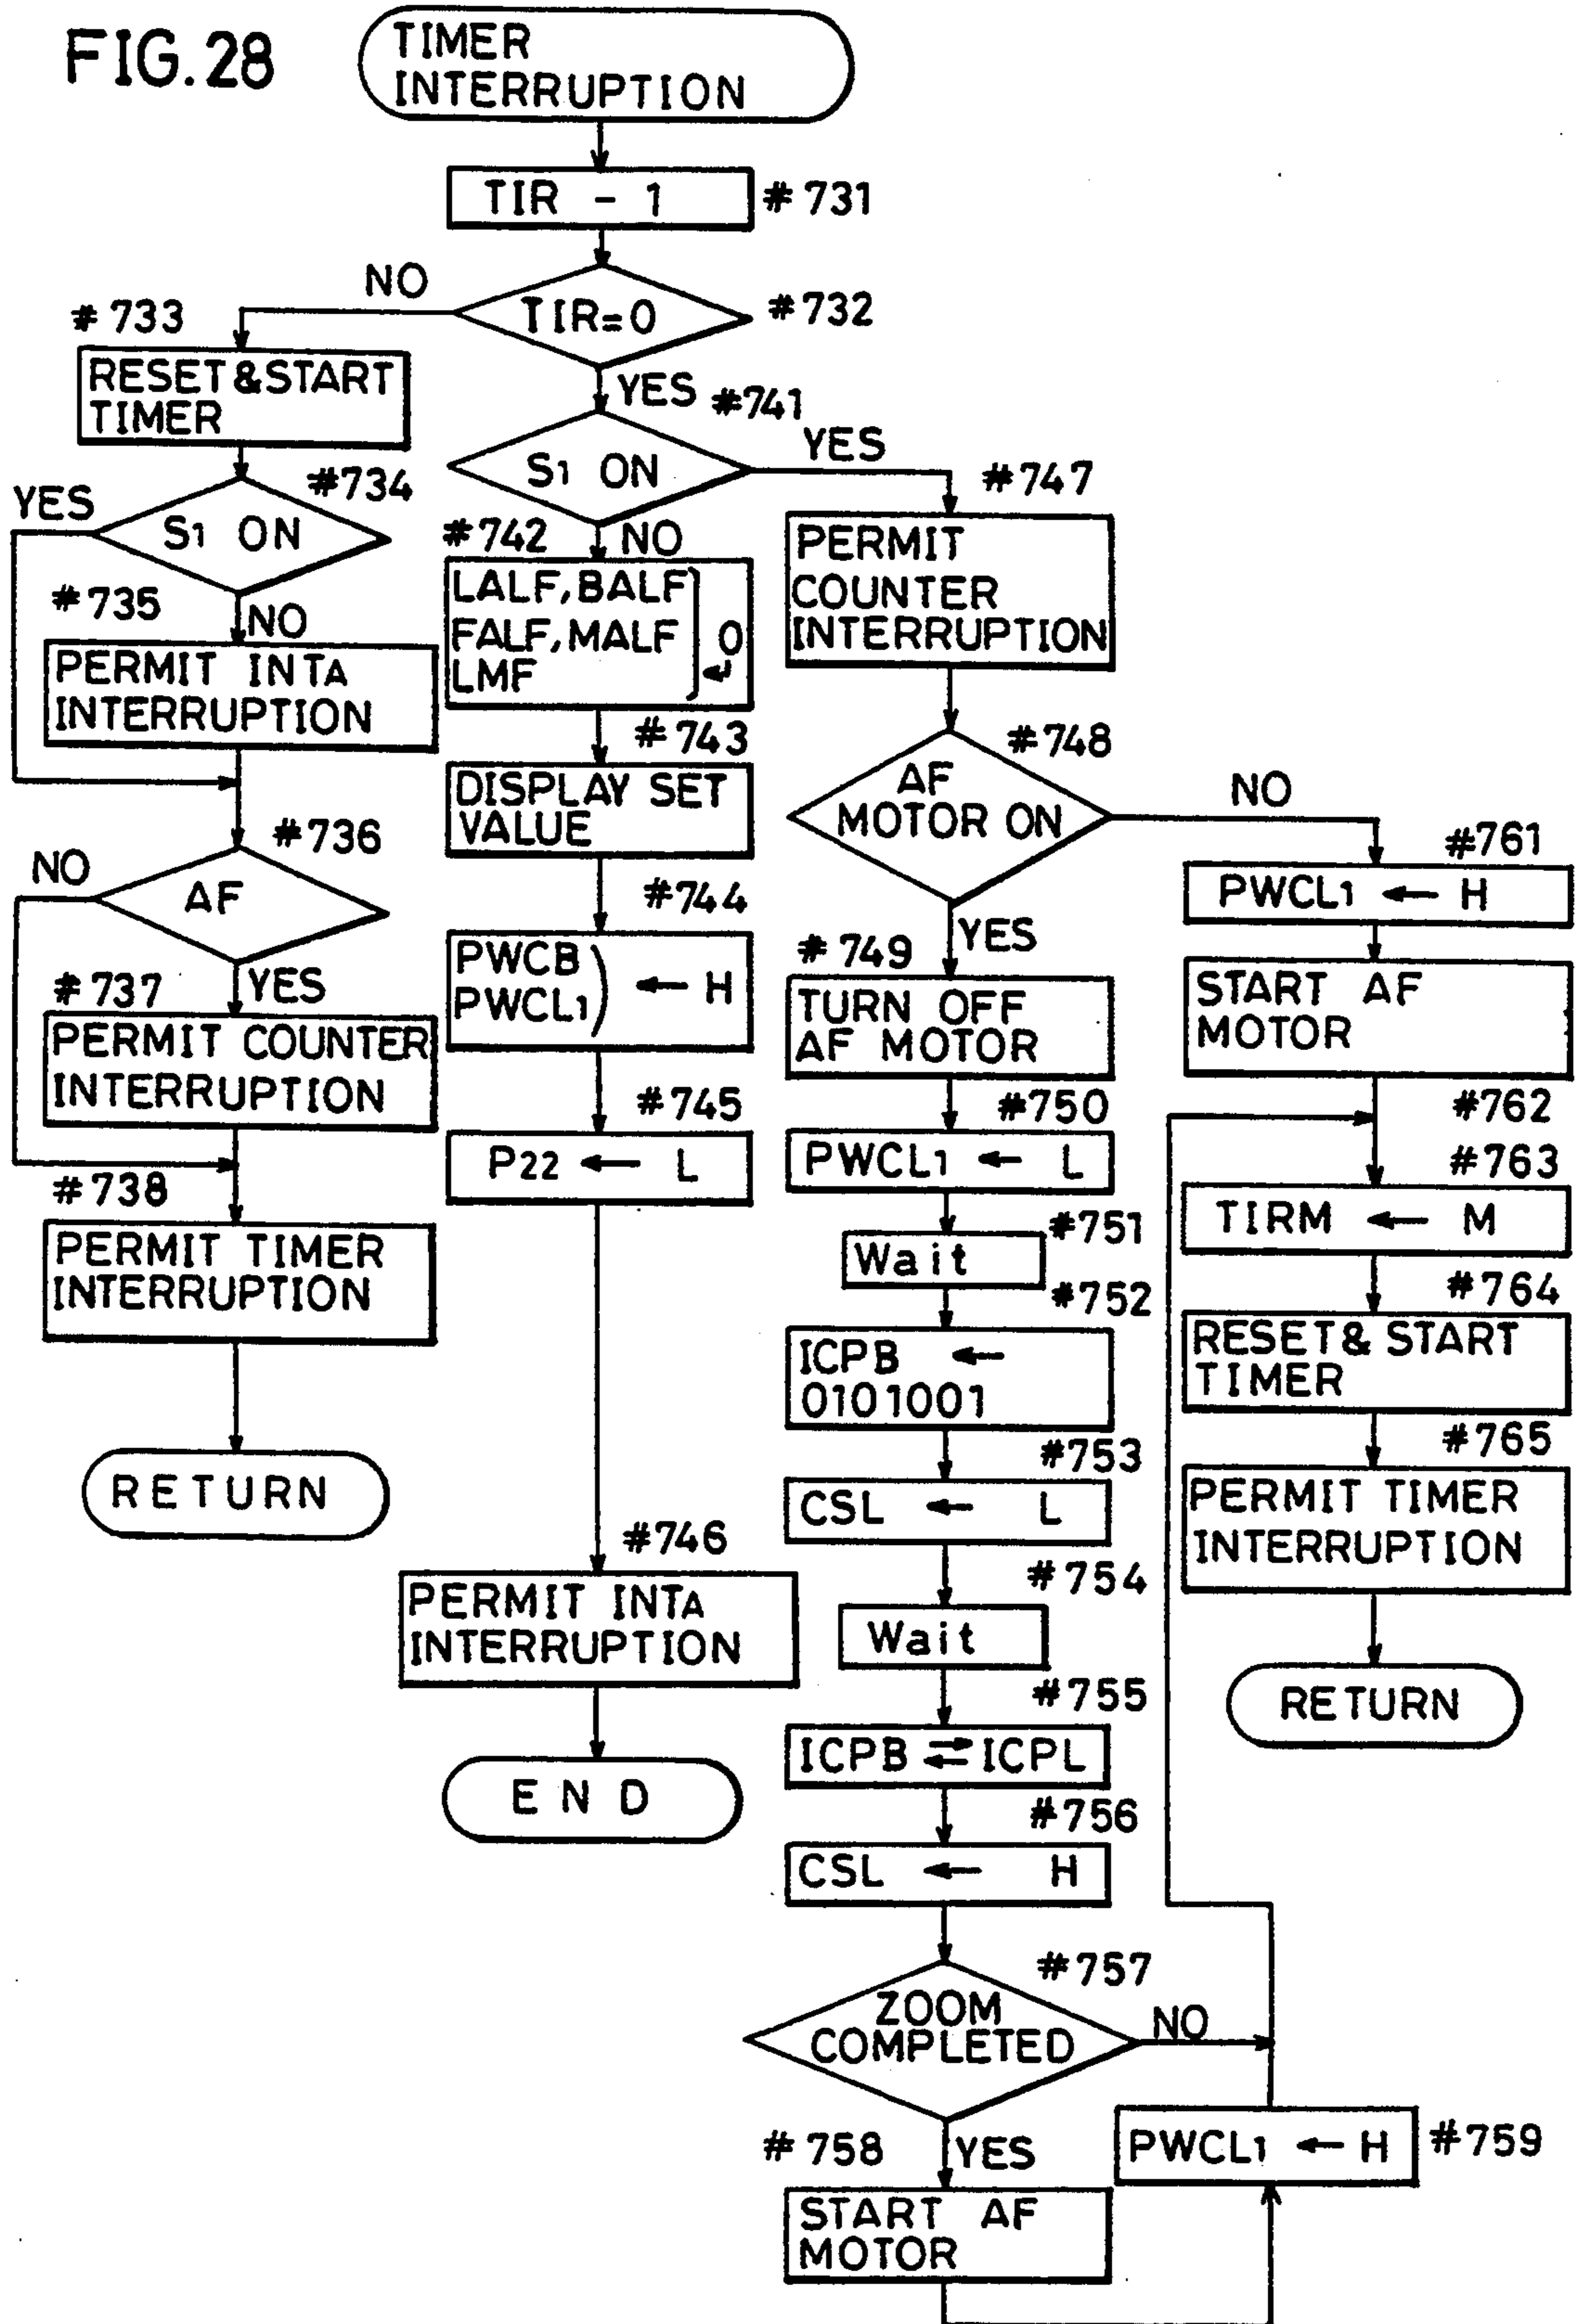 FIG. 28
TIMER
INTERRUPTION
TIR - 1
#731
TIR=0
#732
NO
YES
#733
RESET & START
TIMER
#734
S1 ON
YES
NO
#735
PERMIT INTA
INTERRUPTION
#736
AF
NO
YES
#737
PERMIT COUNTER
INTERRUPTION
#738
PERMIT TIMER
INTERRUPTION
RETURN
#741
S1 ON
YES
NO
#742
LALF, BALF
FALF, MALF
LMF
0
#743
DISPLAY SET
VALUE
#744
PWCB
PWCL1) ← H
#745
P22 ← L
#746
PERMIT INTA
INTERRUPTION
END
#747
PERMIT
COUNTER
INTERRUPTION
#748
AF
MOTOR ON
NO
YES
#749
TURN OFF
AF MOTOR
#750
PWCL1 ← L
#751
Wait
#752
ICPB ←
0101001
#753
CSL ← L
#754
Wait
#755
ICPB ⇄ ICPL
#756
CSL ← H
#757
ZOOM
COMPLETED
NO
YES
#758
START AF
MOTOR
PWCL1 ← H
#759
#761
PWCL1 ← H
START AF
MOTOR
#762
#763
TIRM ← M
#764
RESET & START
TIMER
#765
PERMIT TIMER
INTERRUPTION
RETURN